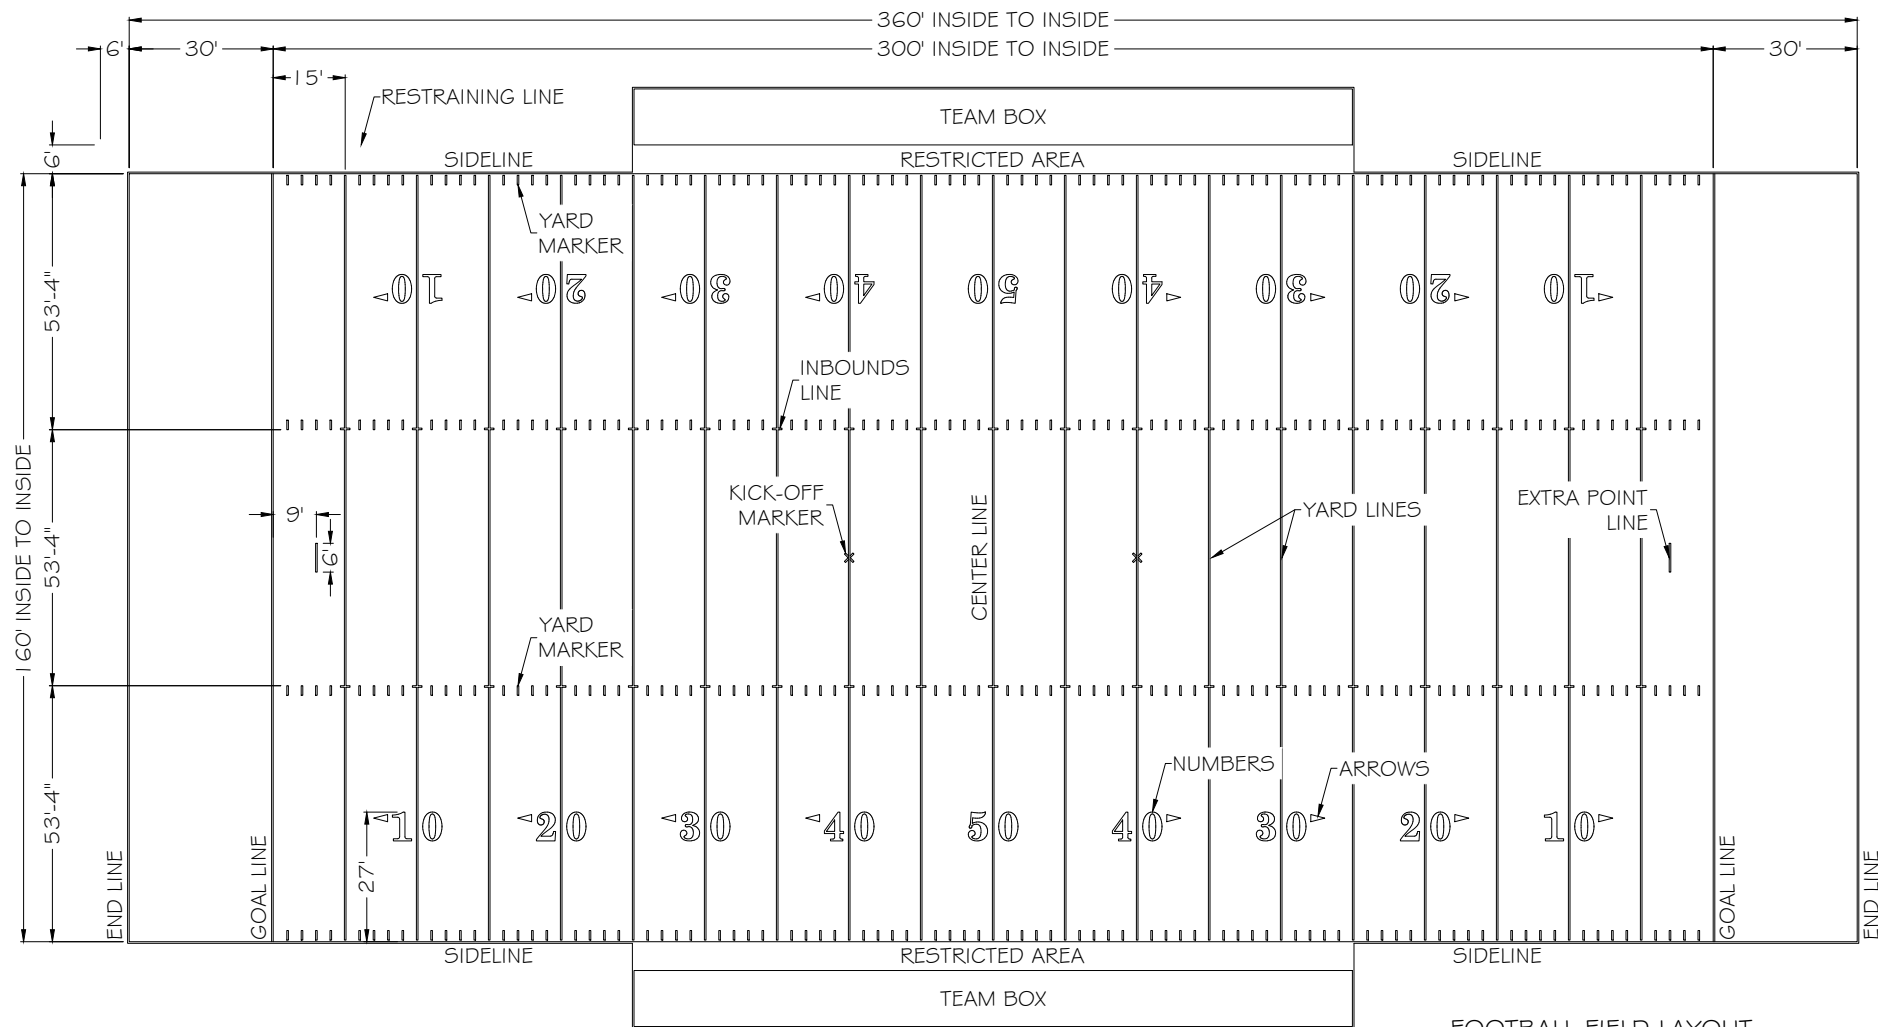 360' INSIDE TO INSIDE
6'
30'
300' INSIDE TO INSIDE
30'
15'
RESTRAINING LINE
TEAM BOX
6'
SIDELINE
RESTRICTED AREA
SIDELINE
YARD
MARKER
10
20
30
40
50
40
30
20
10
53'-4"
INBOUNDS
LINE
160' INSIDE TO INSIDE
53'-4"
9'
6'
KICK-OFF
MARKER
CENTER LINE
YARD LINES
EXTRA POINT
LINE
YARD
MARKER
NUMBERS
ARROWS
53'-4"
27'
10
20
30
40
50
40
30
20
10
END LINE
GOAL LINE
GOAL LINE
END LINE
SIDELINE
RESTRICTED AREA
SIDELINE
TEAM BOX
FOOTBALL FIELD LAYOUT